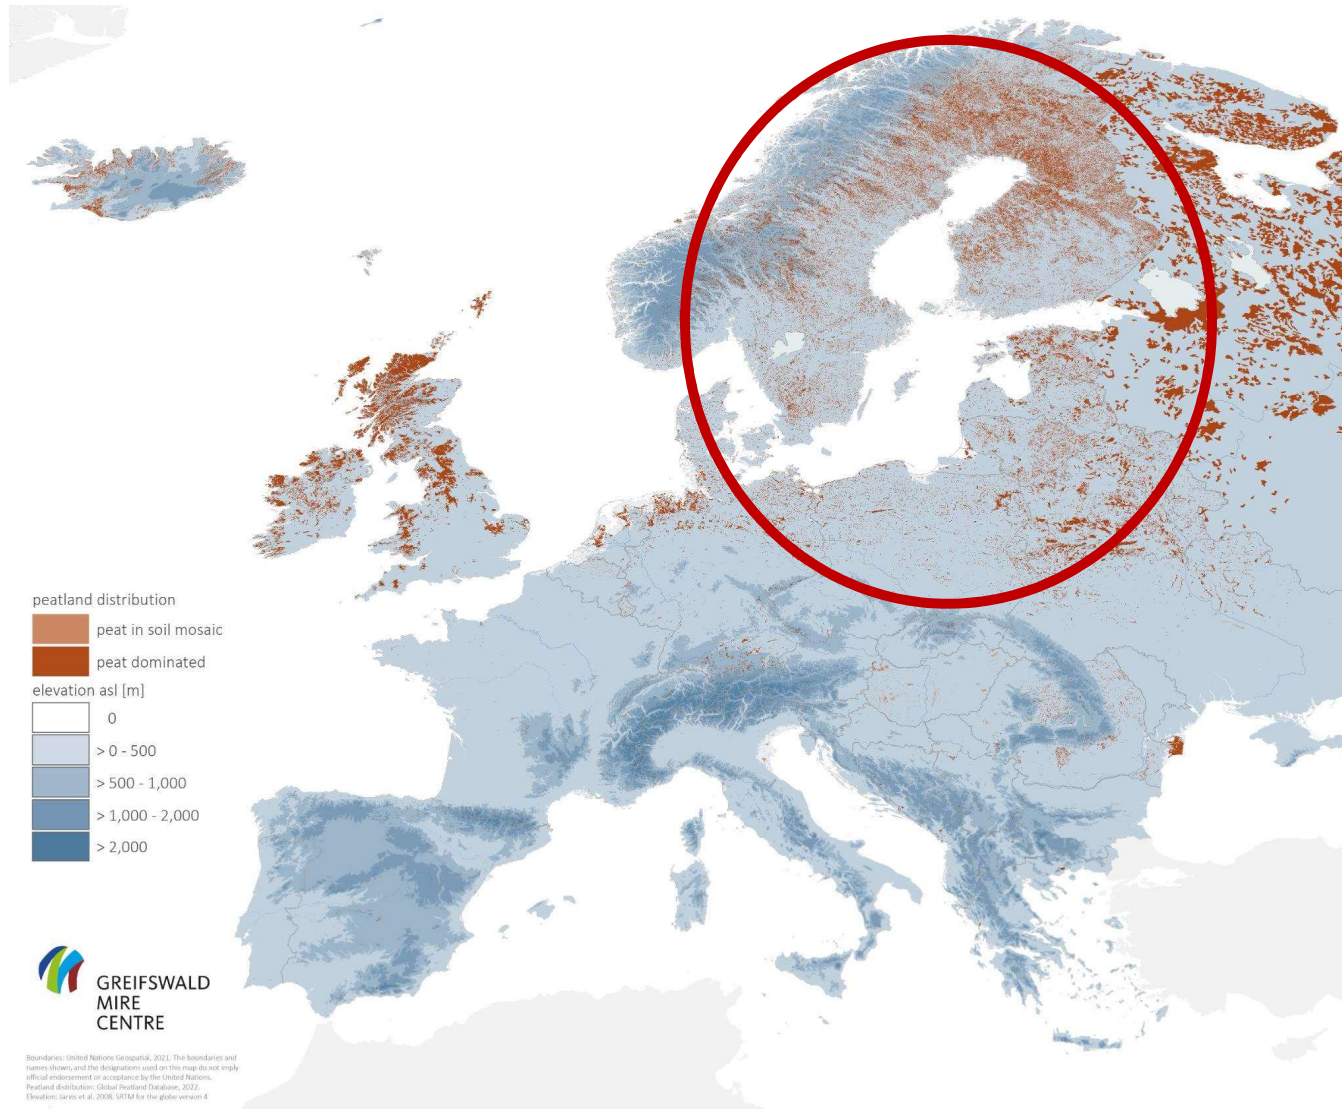 peatland distribution
peat in soil mosaic
peat dominated
elevation asl [m]
0
> 0 - 500
> 500 - 1,000
> 1,000 - 2,000
> 2,000
GREIFSWALD
MIRE
CENTRE
Boundaries: United Nations Geospatial, 2021. The boundaries and
names shown, and the designations used on this map do not imply
official endorsement or acceptance by the United Nations.
Peatland distribution: Global Peatland Database, 2022.
Elevation: Jarvis et al. 2008. SRTM for the globe version 4